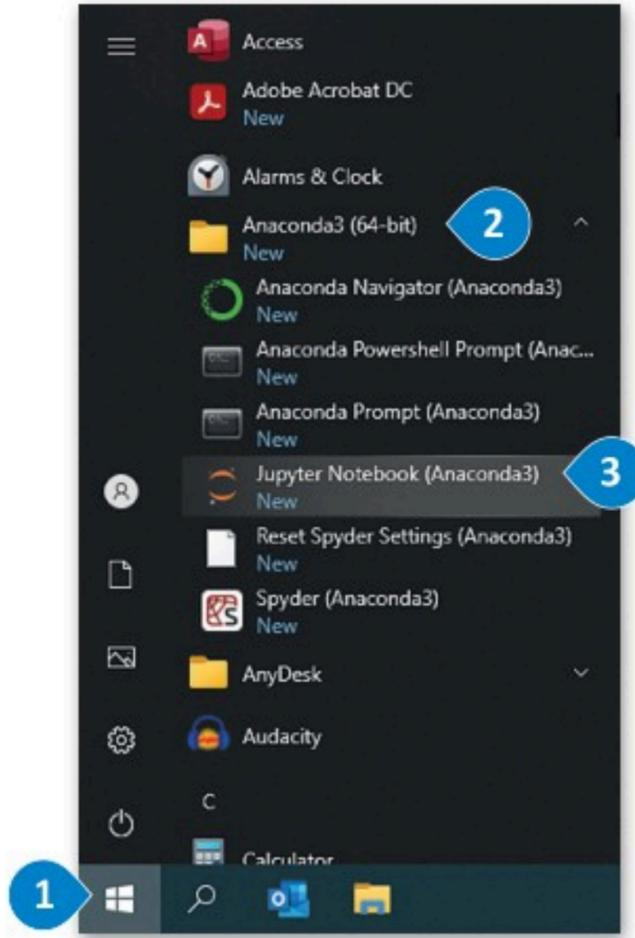 Access
Adobe Acrobat DC
New
Alarms & Clock
Anaconda3 (64-bit)
2
New
Anaconda Navigator (Anaconda3)
New
Anaconda Powershell Prompt (Anac...
New
Anaconda Prompt (Anaconda3)
New
Jupyter Notebook (Anaconda3)
3
New
Reset Spyder Settings (Anaconda3)
New
Spyder (Anaconda3)
New
AnyDesk
Audacity
C
Calculator
1